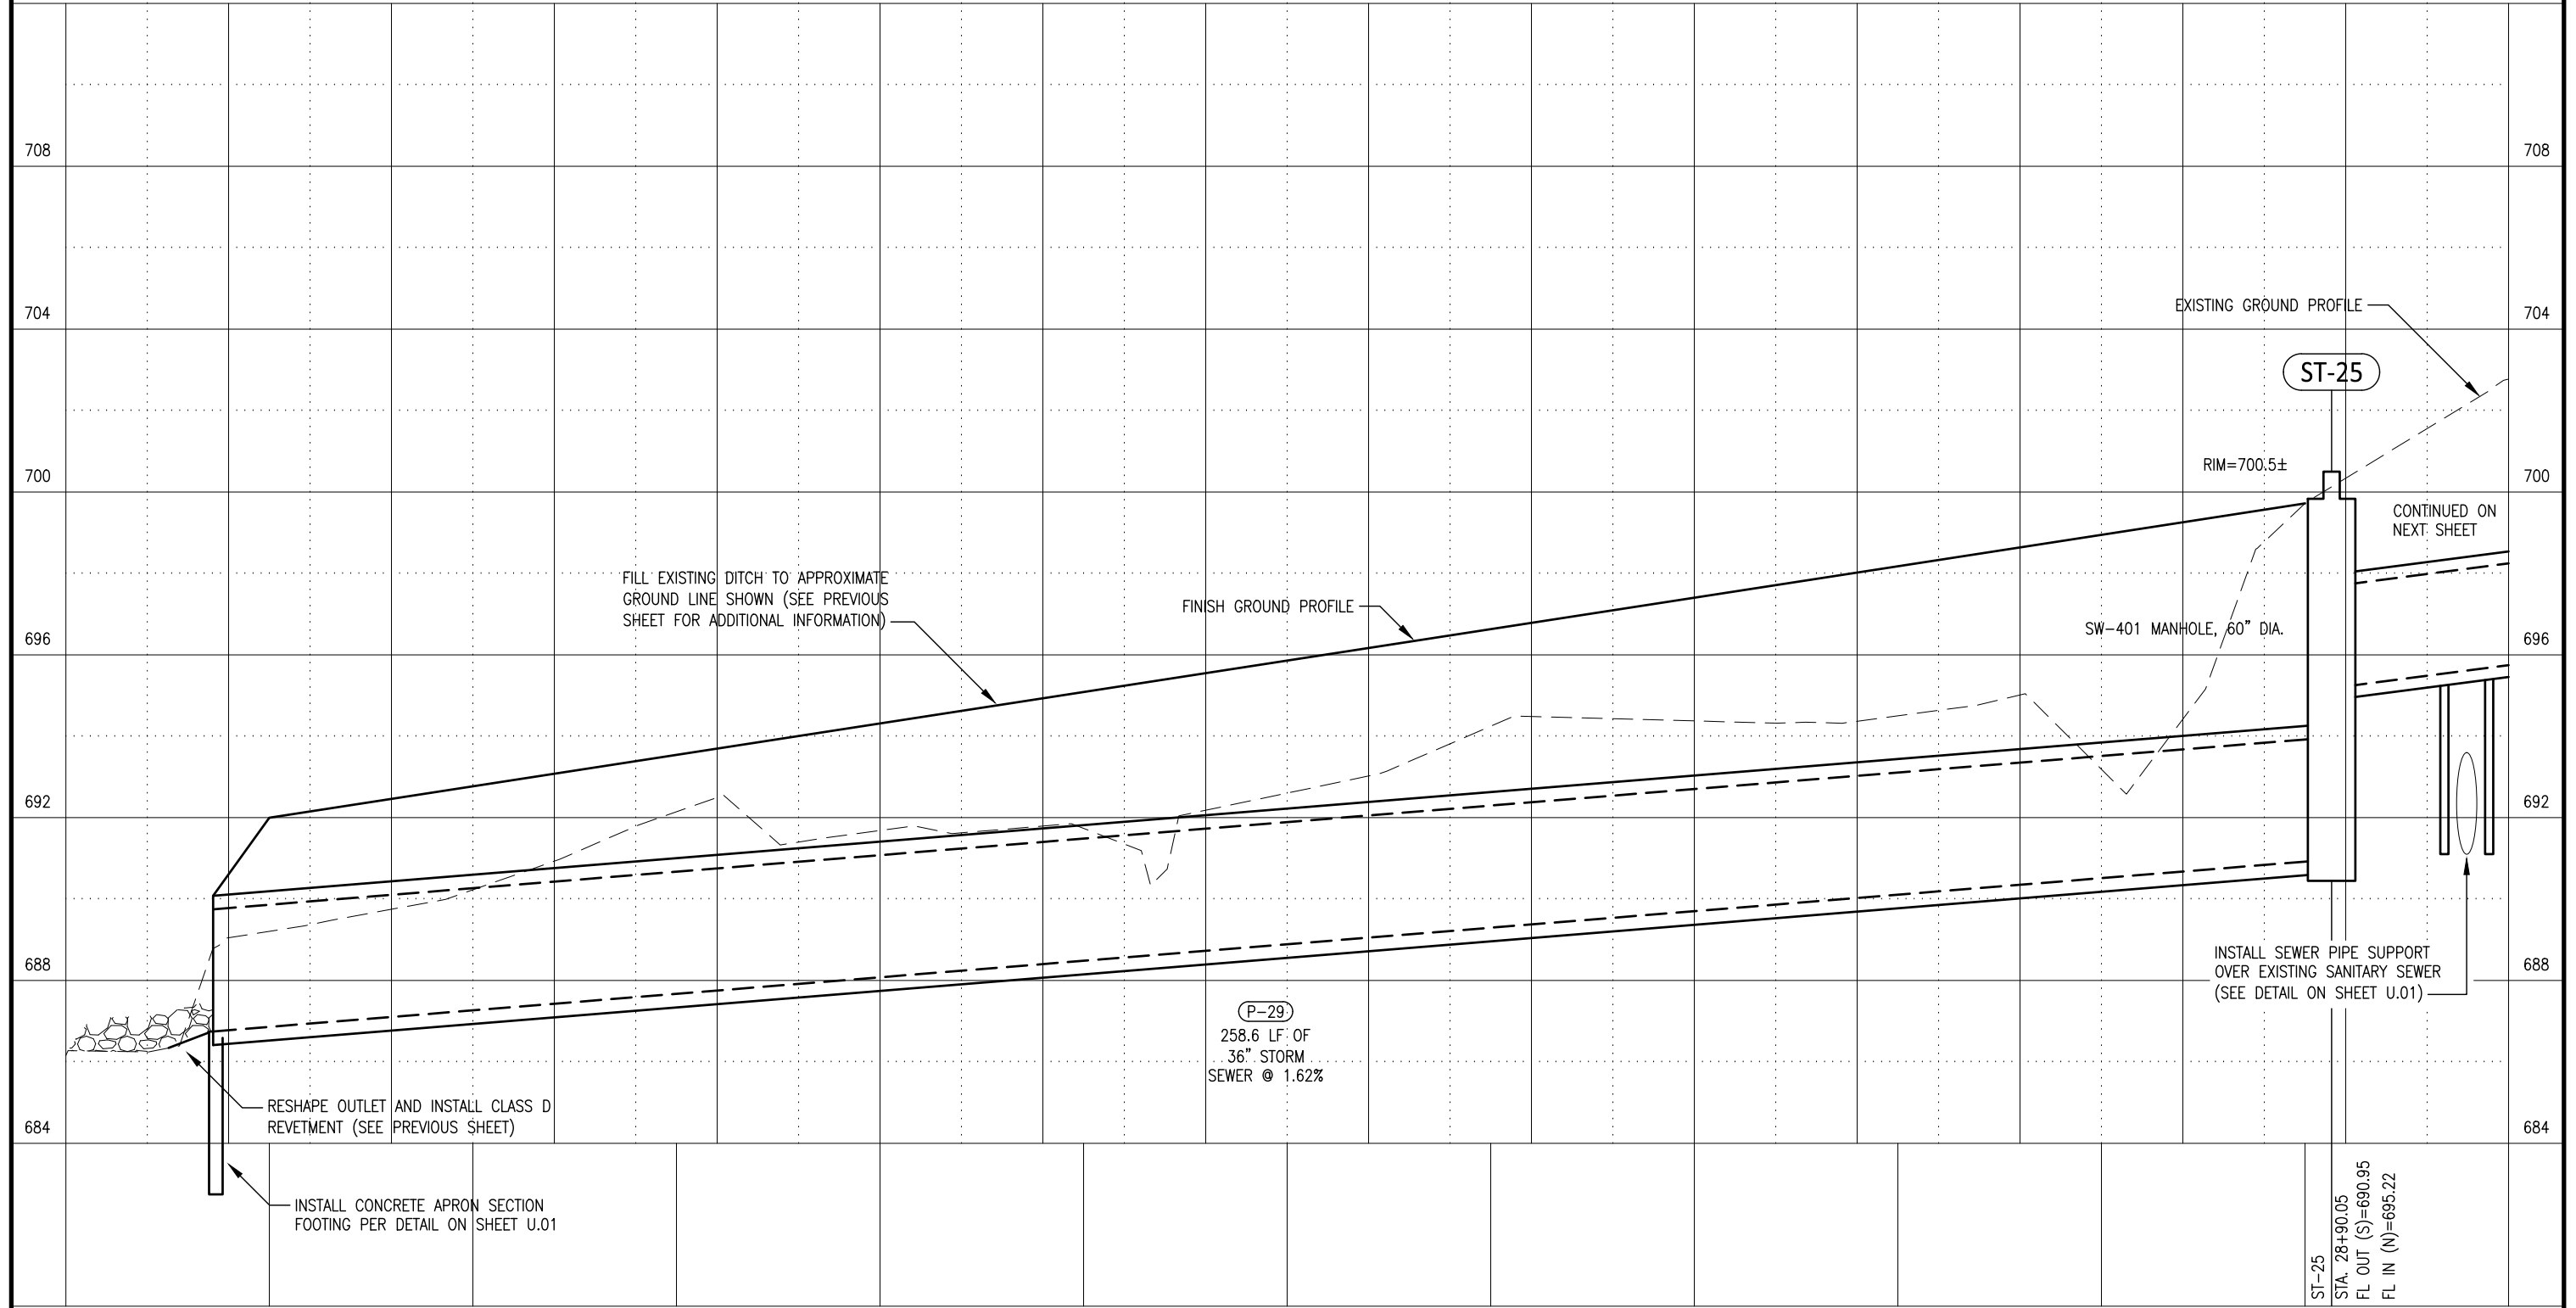 708
708
704
704
EXISTING GROUND PROFILE
ST-25
700
RIM=700.5±
700
CONTINUED ON
NEXT SHEET
FILL EXISTING DITCH TO APPROXIMATE
GROUND LINE SHOWN (SEE PREVIOUS
SHEET FOR ADDITIONAL INFORMATION)
FINISH GROUND PROFILE
696
SW-401 MANHOLE, 60" DIA.
696
692
692
688
INSTALL SEWER PIPE SUPPORT
OVER EXISTING SANITARY SEWER
(SEE DETAIL ON SHEET U.01)
688
P-29
258.6 LF OF
36" STORM
SEWER @ 1.62%
RESHAPE OUTLET AND INSTALL CLASS D
REVETMENT (SEE PREVIOUS SHEET)
684
684
INSTALL CONCRETE APRON SECTION
FOOTING PER DETAIL ON SHEET U.01
ST-25
STA. 28+90.05
FL OUT (S)=690.95
FL IN (N)=695.22